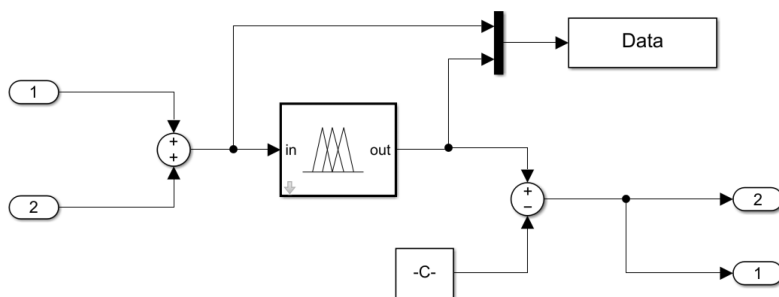 Data
1
+
+
in
out
2
+
−
2
-C-
1